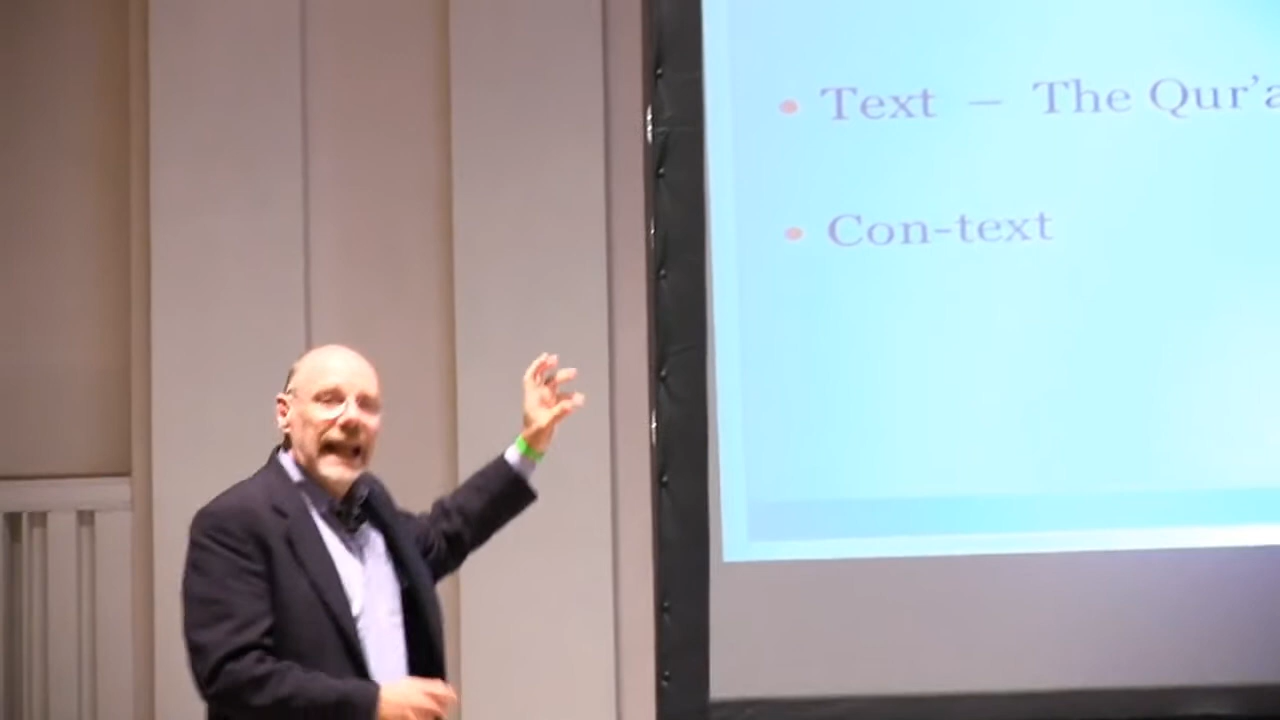 • Text – The Qur'a
• Con-text